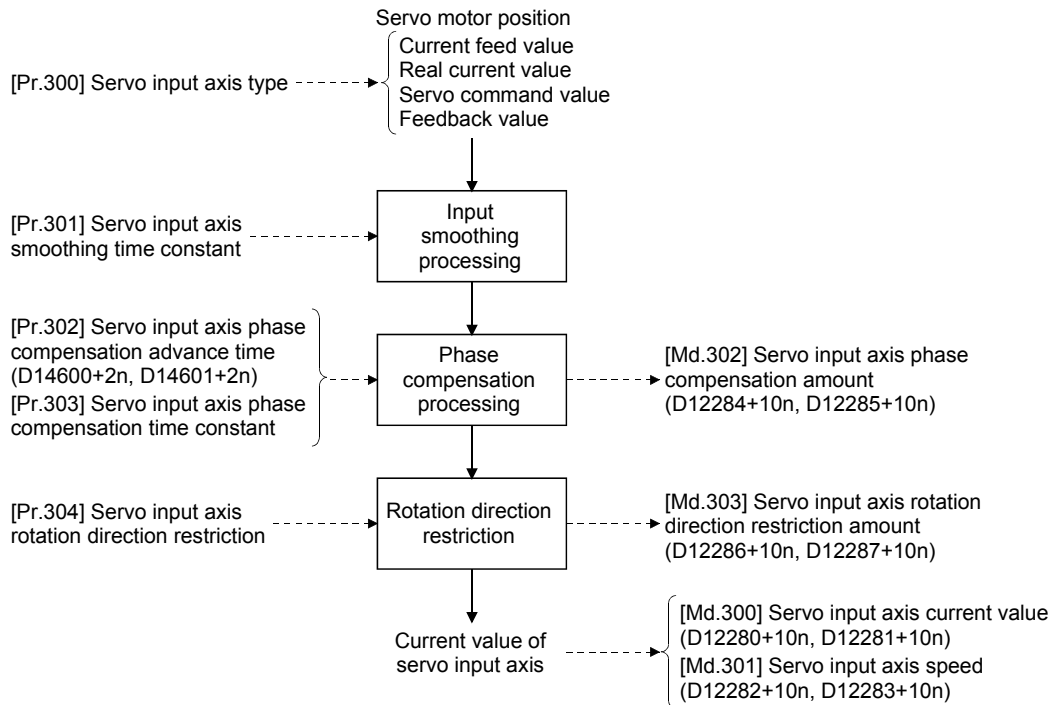 Servo motor position
Current feed value
Real current value
Servo command value
Feedback value
[Pr.300] Servo input axis type
[Pr.301] Servo input axis
smoothing time constant
Input
smoothing
processing
[Pr.302] Servo input axis phase
compensation advance time
(D14600+2n, D14601+2n)
[Pr.303] Servo input axis phase
compensation time constant
Phase
compensation
processing
[Md.302] Servo input axis phase
compensation amount
(D12284+10n, D12285+10n)
[Pr.304] Servo input axis
rotation direction restriction
Rotation direction
restriction
[Md.303] Servo input axis rotation
direction restriction amount
(D12286+10n, D12287+10n)
Current value of
servo input axis
[Md.300] Servo input axis current value
(D12280+10n, D12281+10n)
[Md.301] Servo input axis speed
(D12282+10n, D12283+10n)